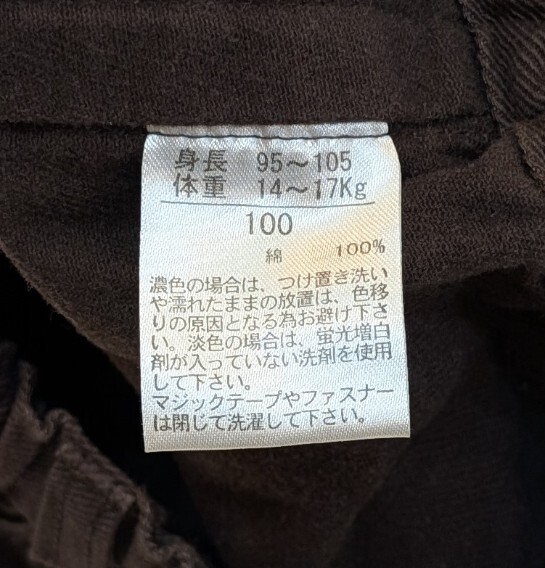 身長 95〜105
体重 14〜17Kg
100
綿 100%
濃色の場合は、つけ置き洗い
や濡れたままの放置は、色移
りの原因となる為お避け下さ
い。淡色の場合は、蛍光増白
剤が入っていない洗剤を使用
して下さい。
マジックテープやファスナー
は閉じて洗濯して下さい。